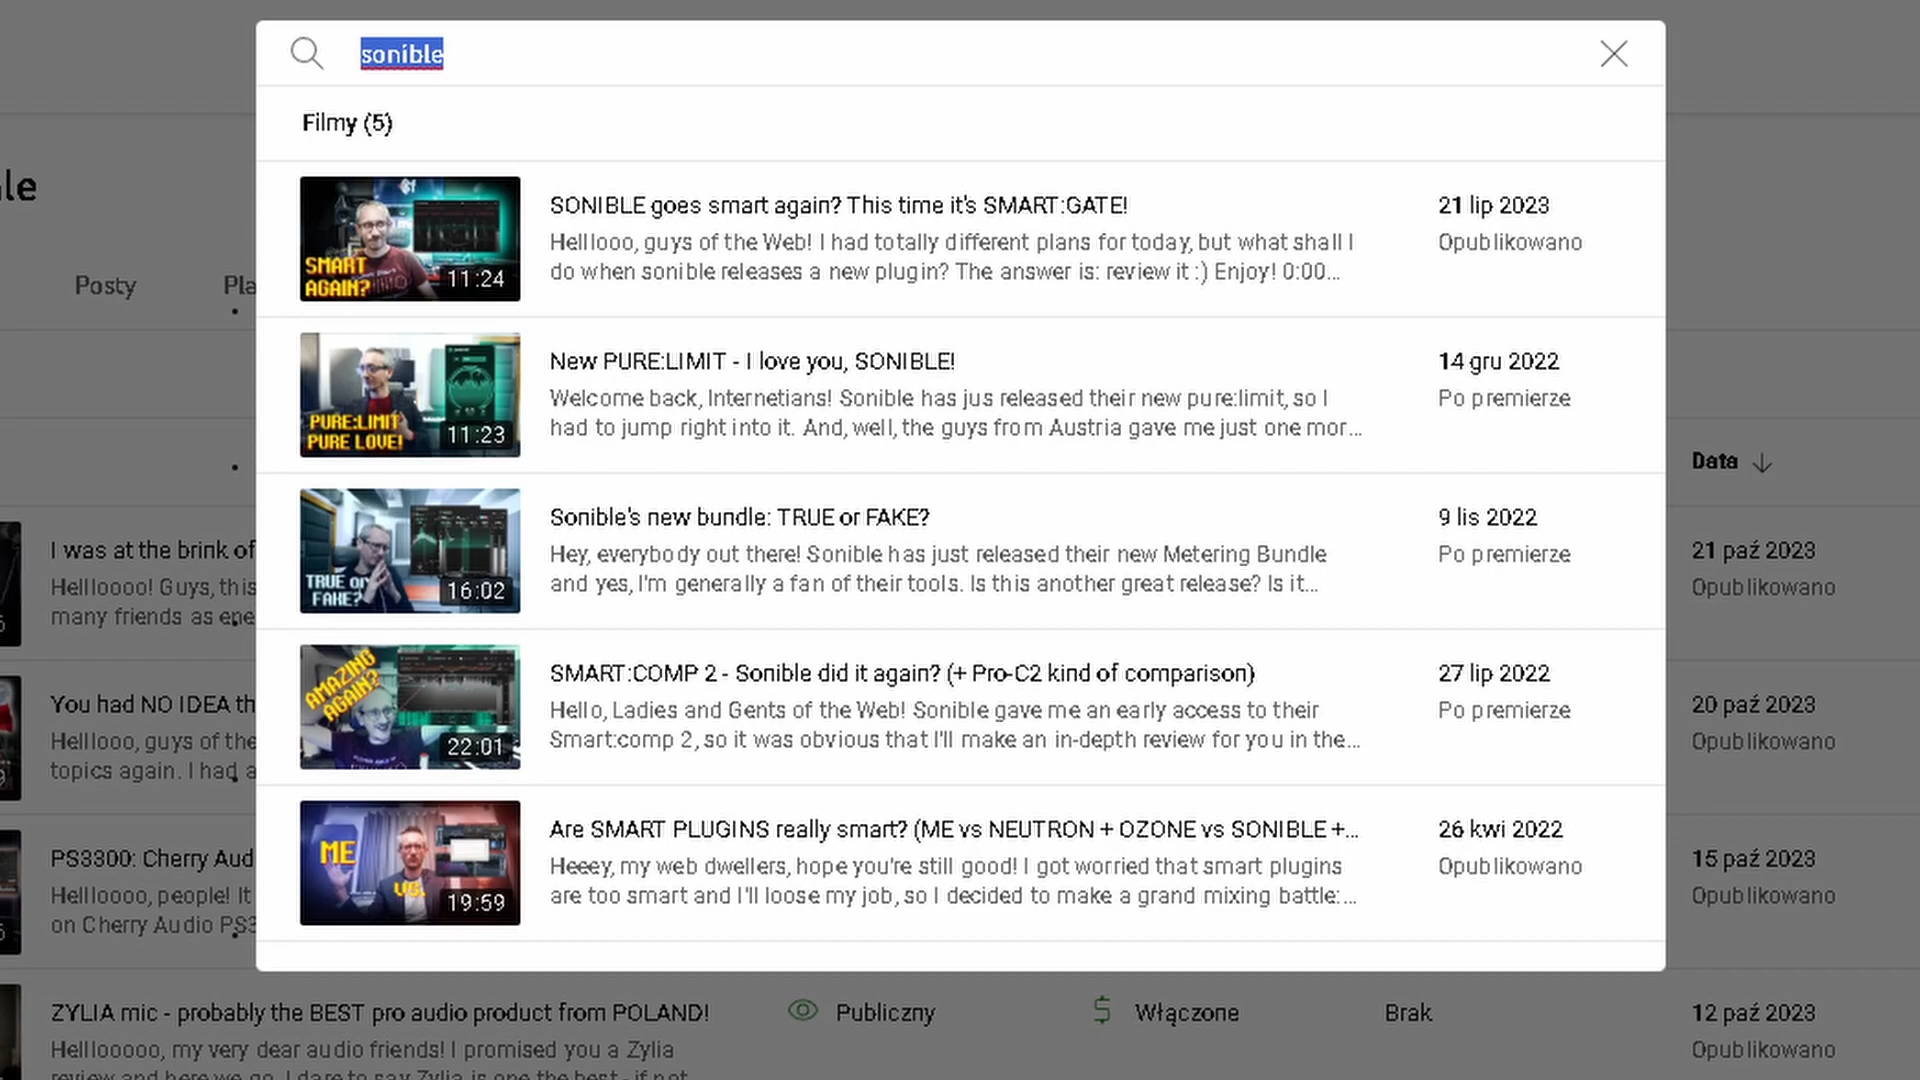 sonible
Filmy (5)
SMART
AGAIN?
11:24
SONIBLE goes smart again? This time it's SMART:GATE!
Helllooo, guys of the Web! I had totally different plans for today, but what shall I
do when sonible releases a new plugin? The answer is: review it :) Enjoy! 0:00...
21 lip 2023
Opublikowano
PURE:LIMIT
PURE LOVE!
11:23
New PURE:LIMIT - I love you, SONIBLE!
Welcome back, Internetians! Sonible has jus released their new pure:limit, so I
had to jump right into it. And, well, the guys from Austria gave me just one mor...
14 gru 2022
Po premierze
TRUE or
FAKE?
16:02
Sonible's new bundle: TRUE or FAKE?
Hey, everybody out there! Sonible has just released their new Metering Bundle
and yes, I'm generally a fan of their tools. Is this another great release? Is it...
9 lis 2022
Po premierze
AMAZING
AGAIN?
22:01
SMART:COMP 2 - Sonible did it again? (+ Pro-C2 kind of comparison)
Hello, Ladies and Gents of the Web! Sonible gave me an early access to their
Smart:comp 2, so it was obvious that I'll make an in-depth review for you in the...
27 lip 2022
Po premierze
ME
VS.
19:59
Are SMART PLUGINS really smart? (ME vs NEUTRON + OZONE vs SONIBLE +...
Heeey, my web dwellers, hope you're still good! I got worried that smart plugins
are too smart and I'll loose my job, so I decided to make a grand mixing battle:...
26 kwi 2022
Opublikowano
Posty
Data
I was at the brink of
Hellloooo! Guys, this
many friends as ene
21 paź 2023
Opublikowano
You had NO IDEA th
Helllooo, guys of the
topics again. I had a
20 paź 2023
Opublikowano
PS3300: Cherry Aud
Hellloooo, people! It
on Cherry Audio PS3
15 paź 2023
Opublikowano
ZYLIA mic - probably the BEST pro audio product from POLAND!
Helllooooo, my very dear audio friends! I promised you a Zylia
review and here we go. I dare to say Zylia is one the best - if not
Publiczny
Włączone
Brak
12 paź 2023
Opublikowano